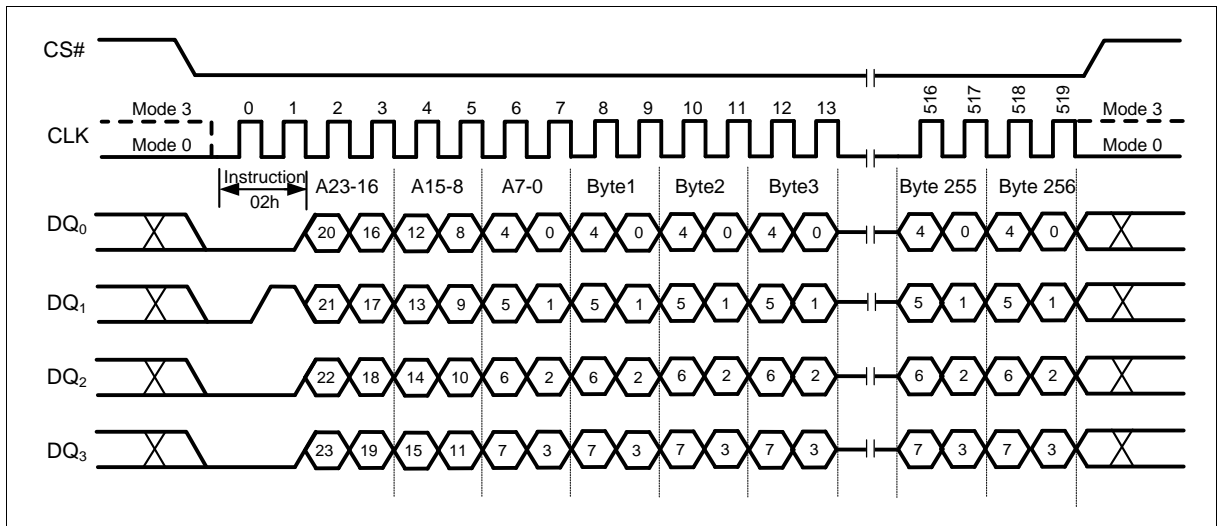 CS#
Mode 3 0 1 2 3 4 5 6 7 8 9 10 11 12 13 516 517 518 519 Mode 3
CLK
Mode 0 Mode 0
Instruction A23-16 A15-8 A7-0 Byte1 Byte2 Byte3 Byte 255 Byte 256
02h
DQ0 20 16 12 8 4 0 4 0 4 0 4 0 4 0 4 0
DQ1 21 17 13 9 5 1 5 1 5 1 5 1 5 1 5 1
DQ2 22 18 14 10 6 2 6 2 6 2 6 2 6 2 6 2
DQ3 23 19 15 11 7 3 7 3 7 3 7 3 7 3 7 3